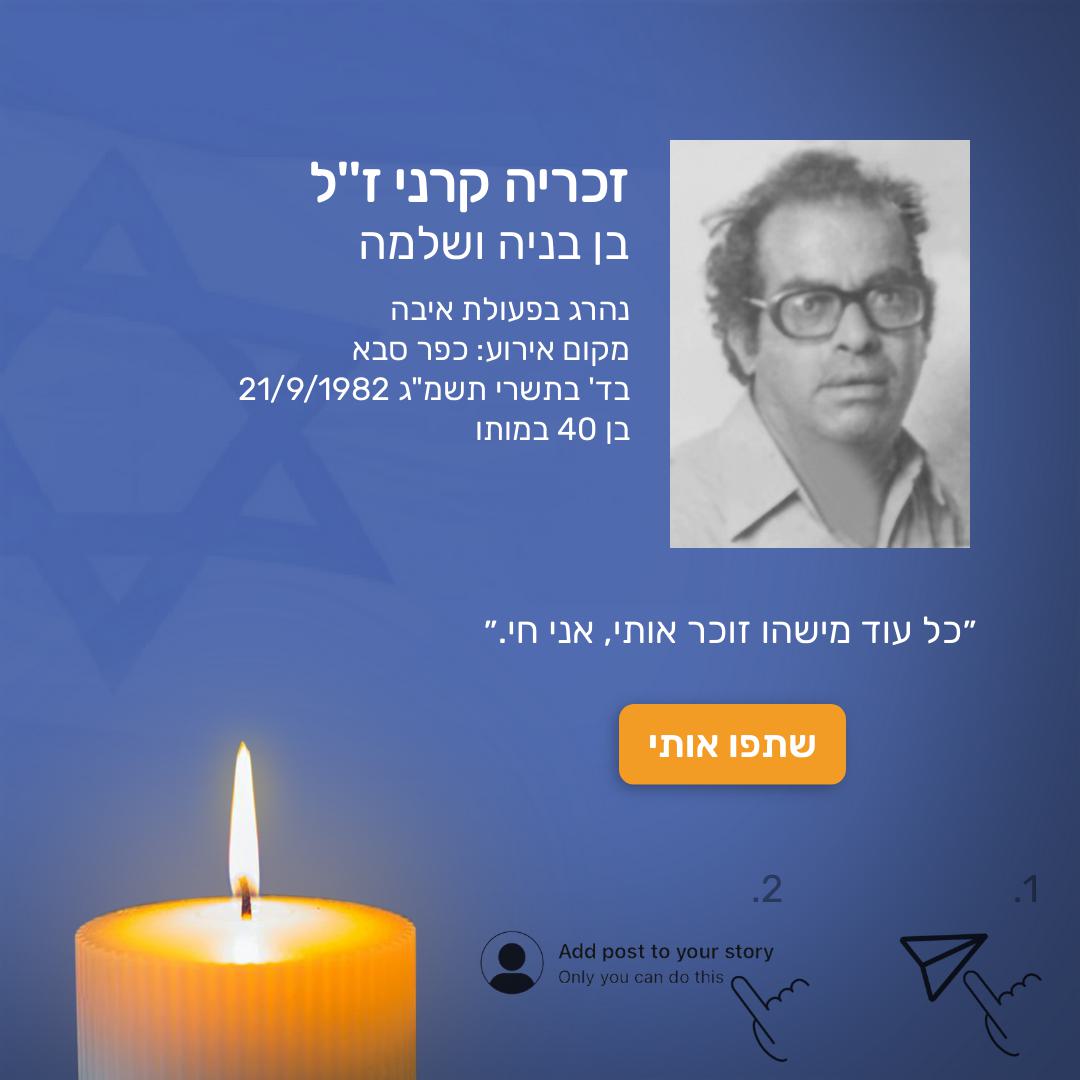 זכריה קרני ז"ל
בן בניה ושלמה
נהרג בפעולת איבה
מקום אירוע: כפר סבא
בד' בתשרי תשמ"ג 21/9/1982
בן 40 במותו
״כל עוד מישהו זוכר אותי, אני חי.״
שתפו אותי
1.
2.
Add post to your story
Only you can do this